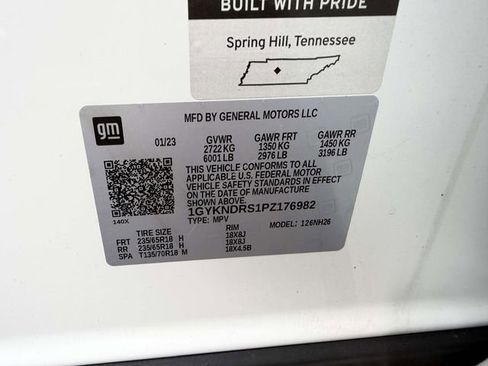 BUILT WITH PRIDE
Spring Hill, Tennessee
gm
MFD BY GENERAL MOTORS LLC
01/23 GVWR GAWR FRT GAWR RR
2722 KG 1350 KG 1450 KG
6001 LB 2976 LB 3196 LB
THIS VEHICLE CONFORMS TO ALL
APPLICABLE U.S. FEDERAL MOTOR
VEHICLE SAFETY STANDARDS IN EFFECT
ON THE DATE OF MANUFACTURE
SHOWN ABOVE.
1GYKNDRS1PZ176982
TYPE: MPV MODEL: 126NH26
140X
TIRE SIZE RIM
FRT 235/65R18 H 18X8J
RR 235/65R18 H 18X8J
SPA T135/70R18 M 18X4.5B